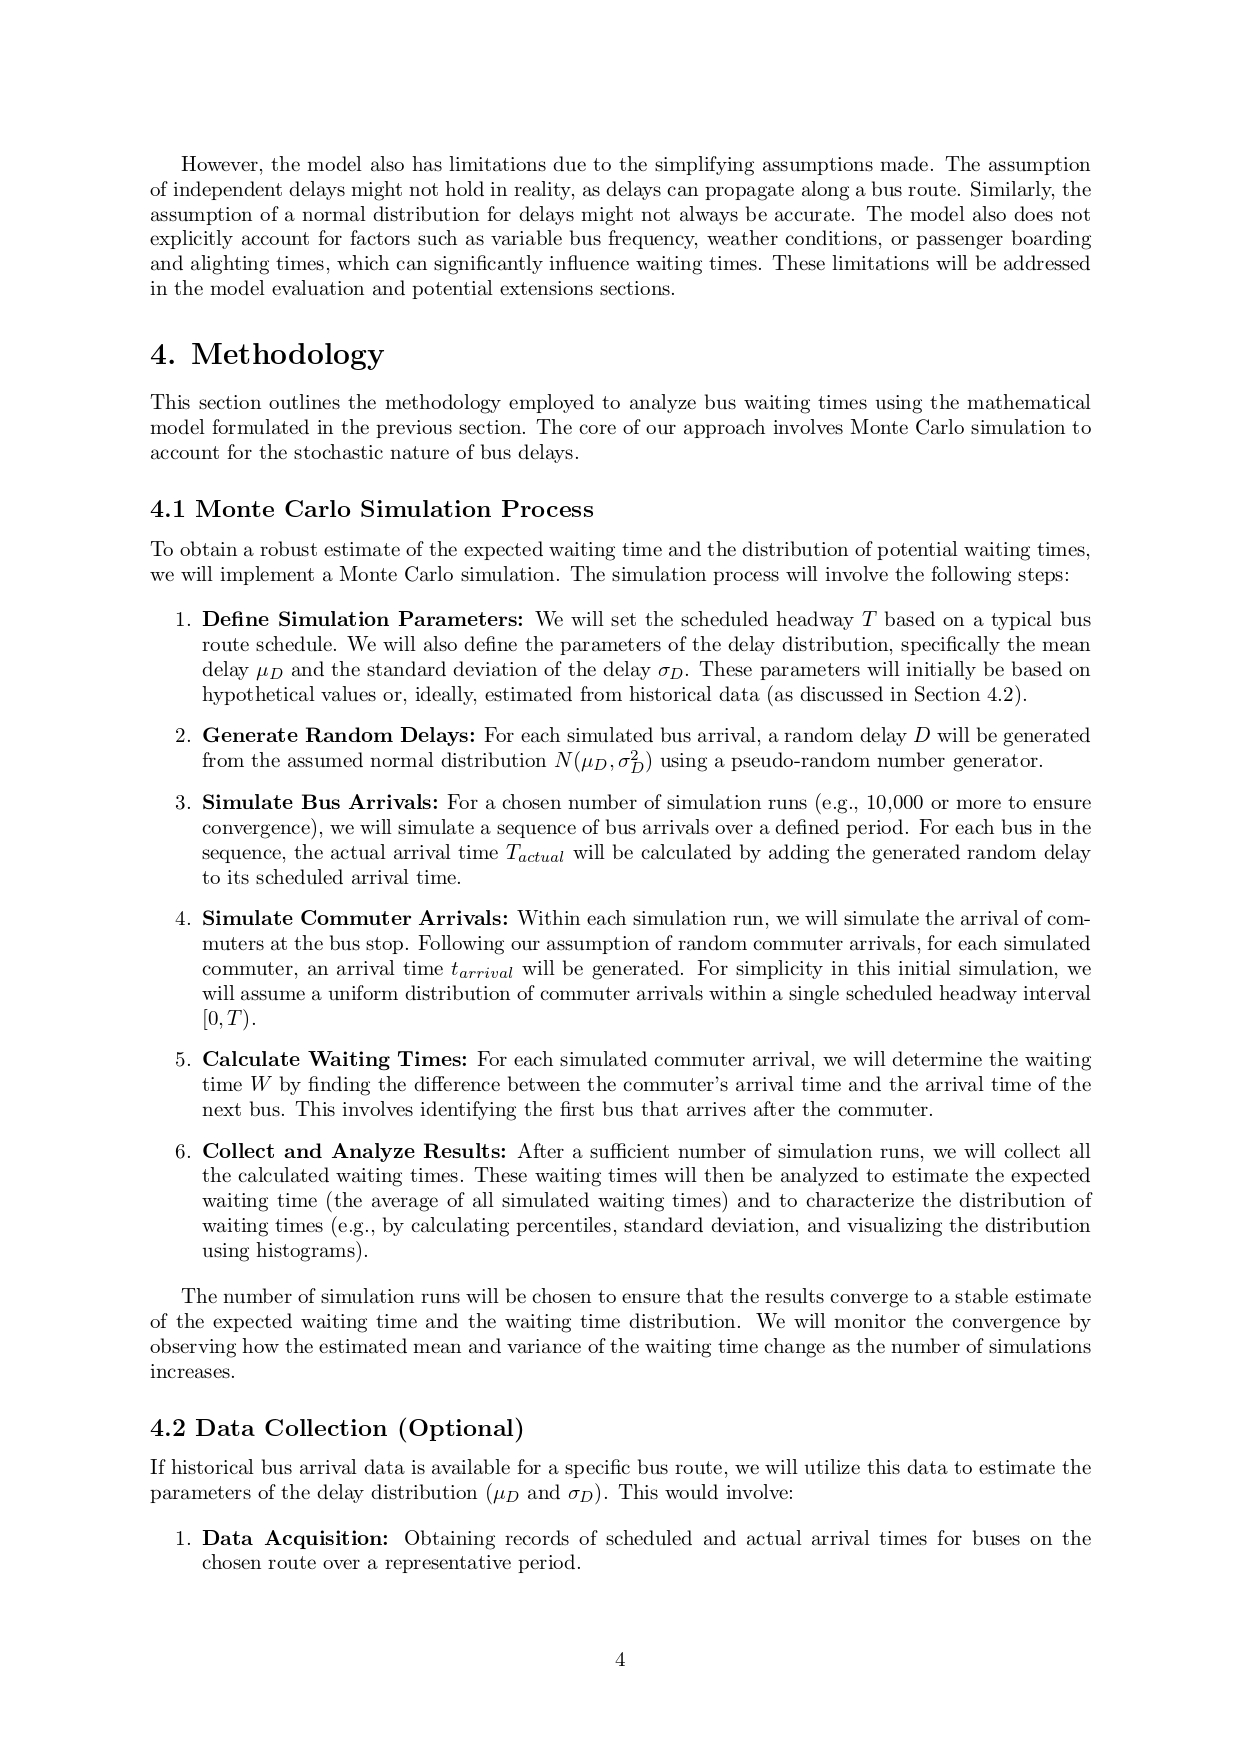 However, the model also has limitations due to the simplifying assumptions made. The assumption
of independent delays might not hold in reality, as delays can propagate along a bus route. Similarly, the
assumption of a normal distribution for delays might not always be accurate. The model also does not
explicitly account for factors such as variable bus frequency, weather conditions, or passenger boarding
and alighting times, which can significantly influence waiting times. These limitations will be addressed
in the model evaluation and potential extensions sections.
4. Methodology
This section outlines the methodology employed to analyze bus waiting times using the mathematical
model formulated in the previous section. The core of our approach involves Monte Carlo simulation to
account for the stochastic nature of bus delays.
4.1 Monte Carlo Simulation Process
To obtain a robust estimate of the expected waiting time and the distribution of potential waiting times,
we will implement a Monte Carlo simulation. The simulation process will involve the following steps:
1. Define Simulation Parameters: We will set the scheduled headway T based on a typical bus
route schedule. We will also define the parameters of the delay distribution, specifically the mean
delay μ_D and the standard deviation of the delay σ_D. These parameters will initially be based on
hypothetical values or, ideally, estimated from historical data (as discussed in Section 4.2).
2. Generate Random Delays: For each simulated bus arrival, a random delay D will be generated
from the assumed normal distribution N(μ_D, σ_D^2) using a pseudo-random number generator.
3. Simulate Bus Arrivals: For a chosen number of simulation runs (e.g., 10,000 or more to ensure
convergence), we will simulate a sequence of bus arrivals over a defined period. For each bus in the
sequence, the actual arrival time T_actual will be calculated by adding the generated random delay
to its scheduled arrival time.
4. Simulate Commuter Arrivals: Within each simulation run, we will simulate the arrival of com-
muters at the bus stop. Following our assumption of random commuter arrivals, for each simulated
commuter, an arrival time t_arrival will be generated. For simplicity in this initial simulation, we
will assume a uniform distribution of commuter arrivals within a single scheduled headway interval
[0, T).
5. Calculate Waiting Times: For each simulated commuter arrival, we will determine the waiting
time W by finding the difference between the commuter's arrival time and the arrival time of the
next bus. This involves identifying the first bus that arrives after the commuter.
6. Collect and Analyze Results: After a sufficient number of simulation runs, we will collect all
the calculated waiting times. These waiting times will then be analyzed to estimate the expected
waiting time (the average of all simulated waiting times) and to characterize the distribution of
waiting times (e.g., by calculating percentiles, standard deviation, and visualizing the distribution
using histograms).
The number of simulation runs will be chosen to ensure that the results converge to a stable estimate
of the expected waiting time and the waiting time distribution. We will monitor the convergence by
observing how the estimated mean and variance of the waiting time change as the number of simulations
increases.
4.2 Data Collection (Optional)
If historical bus arrival data is available for a specific bus route, we will utilize this data to estimate the
parameters of the delay distribution (μ_D and σ_D). This would involve:
1. Data Acquisition: Obtaining records of scheduled and actual arrival times for buses on the
chosen route over a representative period.
4